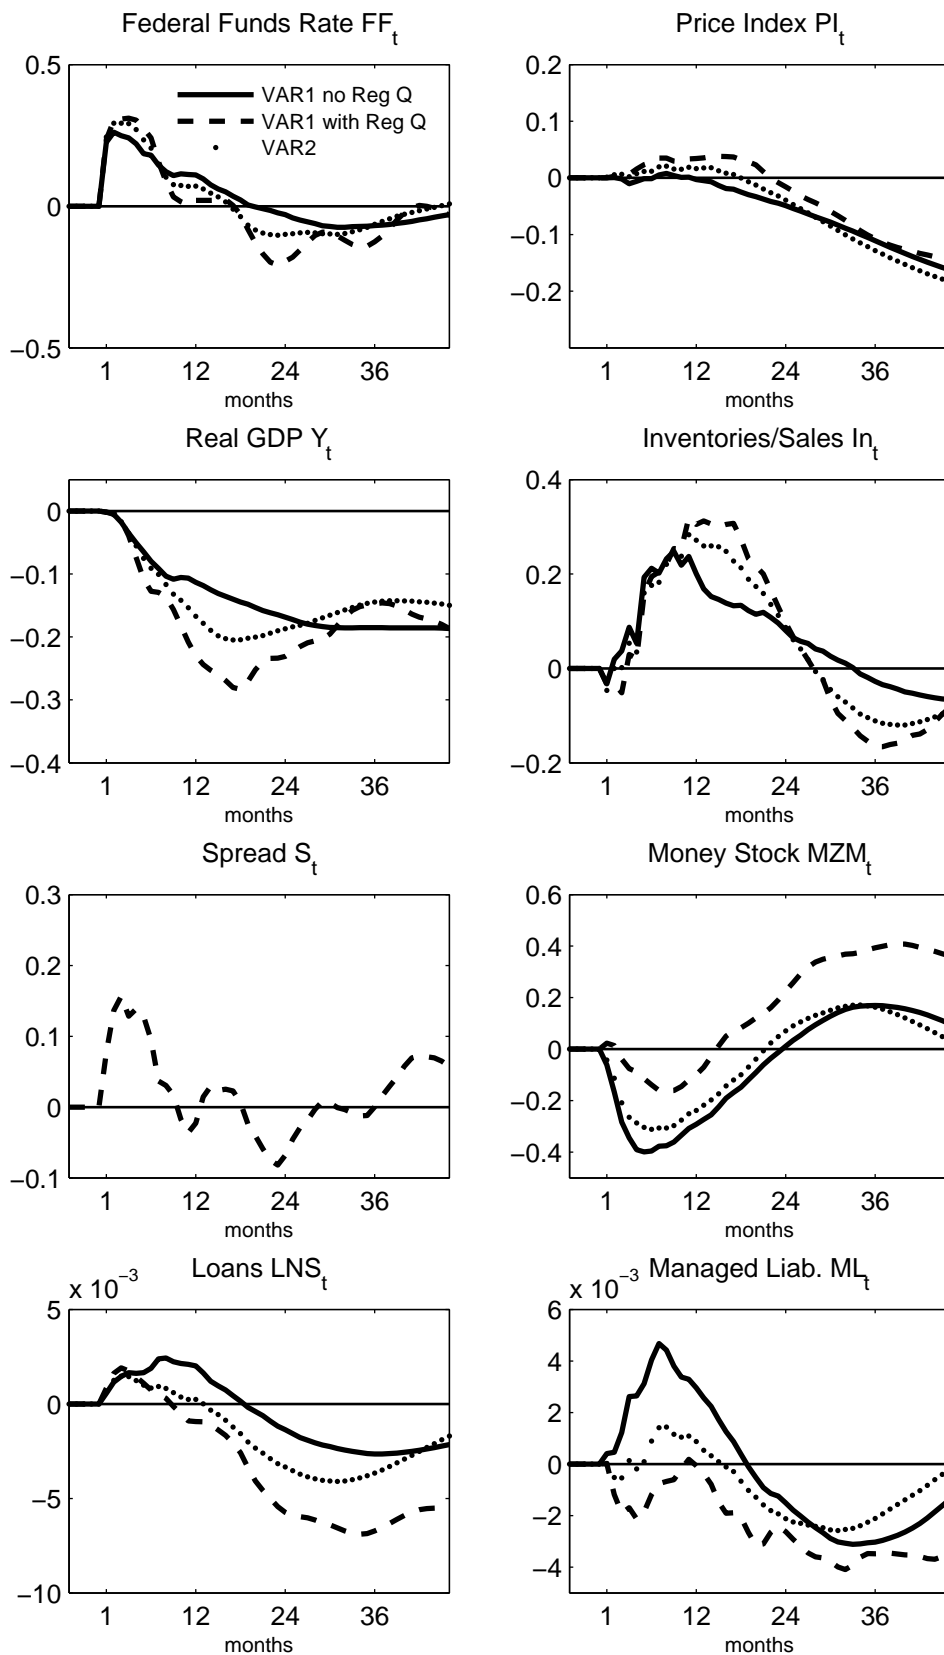 Federal Funds Rate FF_t
0.5
0
−0.5
VAR1 no Reg Q
VAR1 with Reg Q
VAR2
1 12 24 36
months
Price Index PI_t
0.2
0.1
0
−0.1
−0.2
1 12 24 36
months
Real GDP Y_t
0
−0.1
−0.2
−0.3
−0.4
1 12 24 36
months
Inventories/Sales In_t
0.4
0.2
0
−0.2
1 12 24 36
months
Spread S_t
0.3
0.2
0.1
0
−0.1
1 12 24 36
months
Money Stock MZM_t
0.6
0.4
0.2
0
−0.2
−0.4
1 12 24 36
months
Loans LNS_t
x 10^−3
5
0
−5
−10
1 12 24 36
months
Managed Liab. ML_t
x 10^−3
6
4
2
0
−2
−4
1 12 24 36
months